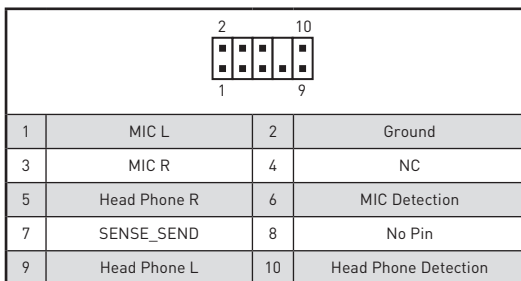 2 10
1 9
1 MIC L 2 Ground
3 MIC R 4 NC
5 Head Phone R 6 MIC Detection
7 SENSE_SEND 8 No Pin
9 Head Phone L 10 Head Phone Detection